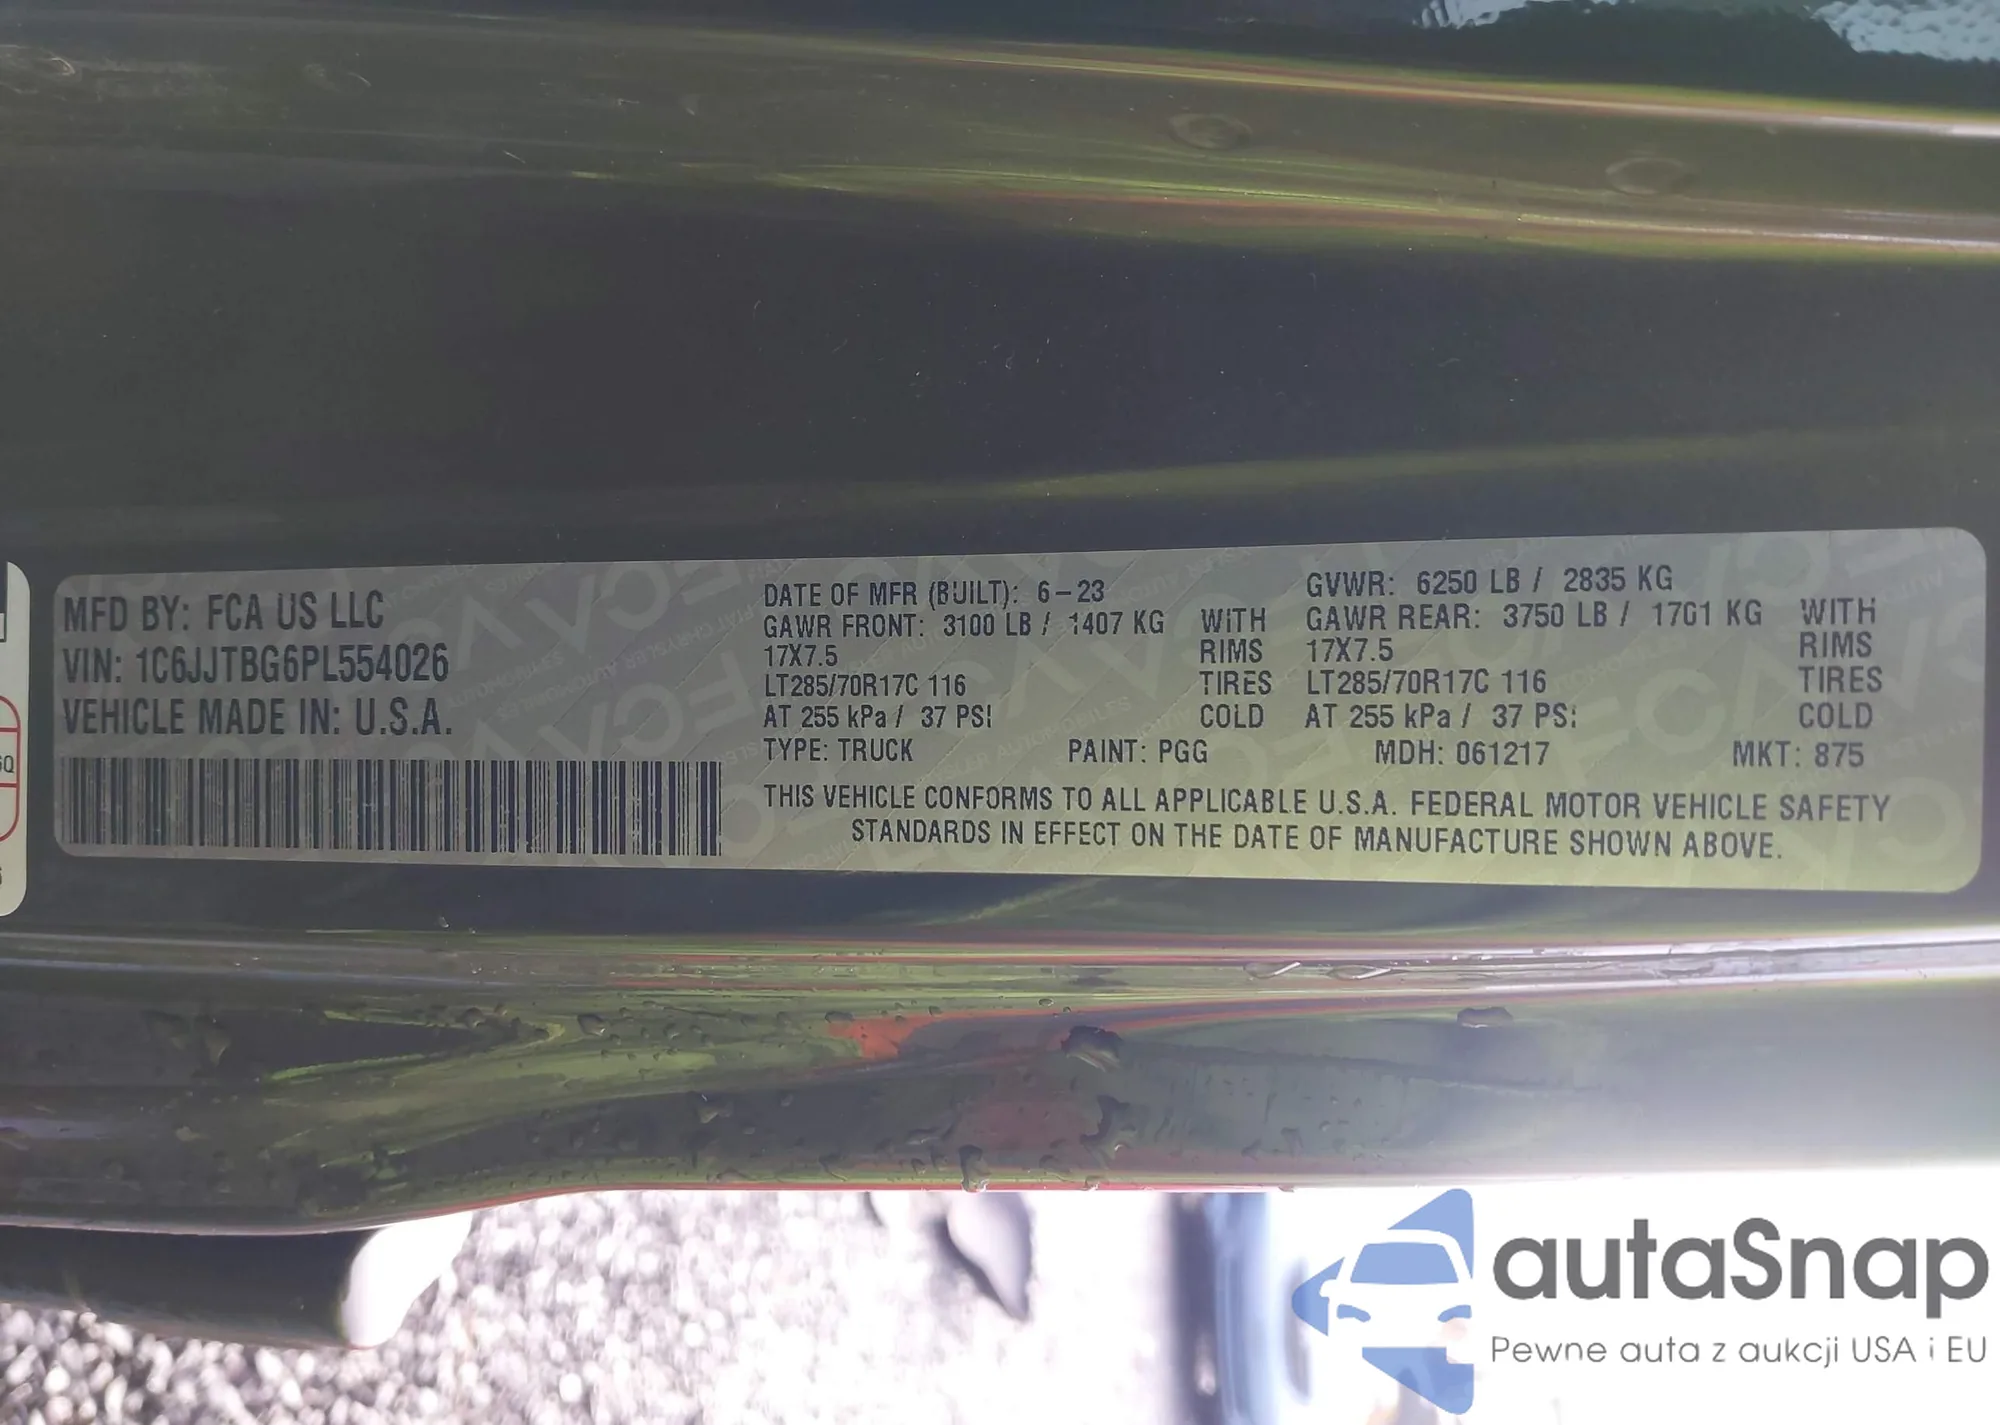 MFD BY: FCA US LLC
VIN: 1C6JJTBG6PL554026
VEHICLE MADE IN: U.S.A.
DATE OF MFR (BUILT): 6-23
GVWR: 6250 LB / 2835 KG
GAWR FRONT: 3100 LB / 1407 KG WITH
GAWR REAR: 3750 LB / 1701 KG WITH
17X7.5 RIMS
17X7.5 RIMS
LT285/70R17C 116 TIRES
LT285/70R17C 116 TIRES
AT 255 kPa / 37 PSI COLD
AT 255 kPa / 37 PSI COLD
TYPE: TRUCK PAINT: PGG MDH: 061217 MKT: 875
THIS VEHICLE CONFORMS TO ALL APPLICABLE U.S.A. FEDERAL MOTOR VEHICLE SAFETY
STANDARDS IN EFFECT ON THE DATE OF MANUFACTURE SHOWN ABOVE.
autaSnap
Pewne auta z aukcji USA i EU